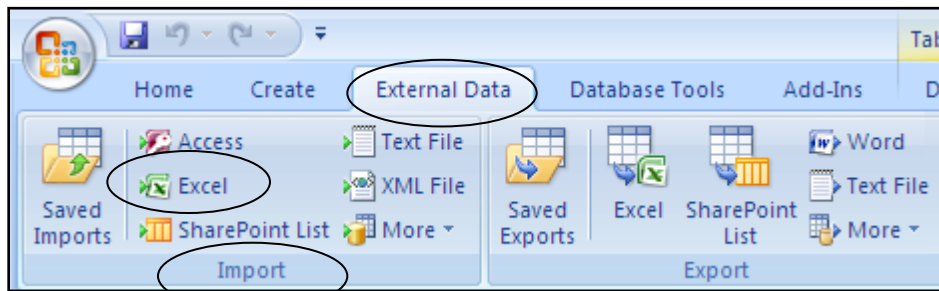 Tab
Home Create External Data Database Tools Add-Ins D
Saved Imports
Access
Excel
SharePoint List
Text File
XML File
More
Import
Saved Exports
Excel
SharePoint List
Word
Text File
More
Export